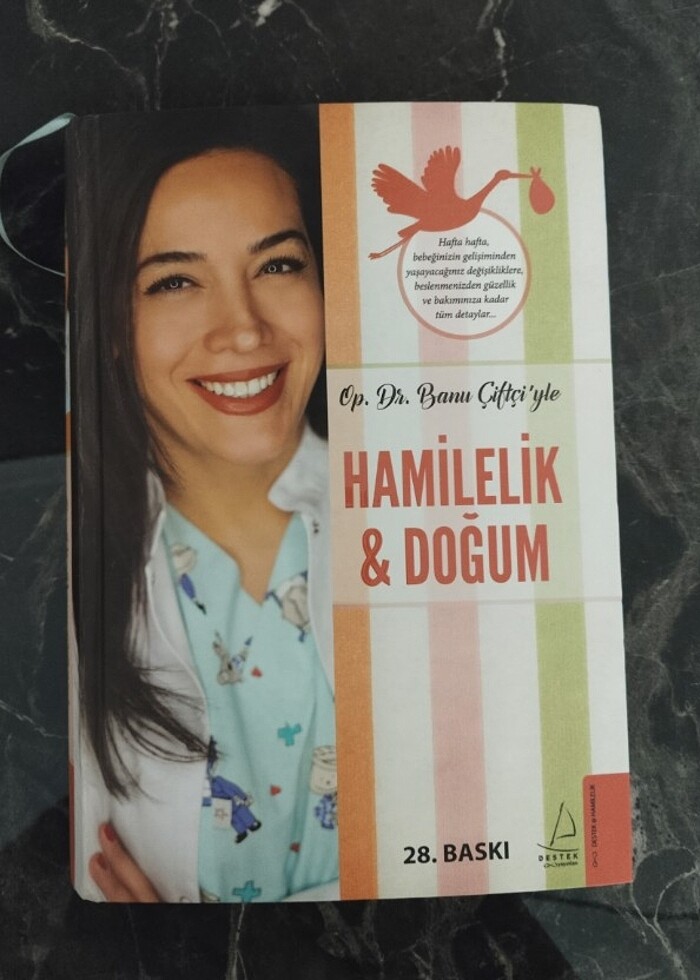 Hafta hafta,
bebeğinizin gelişiminden
yaşayacağınız değişikliklere,
beslenmenizden güzellik
ve bakımınıza kadar
tüm detaylar...
Op. Dr. Banu Çiftçi'yle
HAMİLELİK
& DOĞUM
28. BASKI
DESTEK